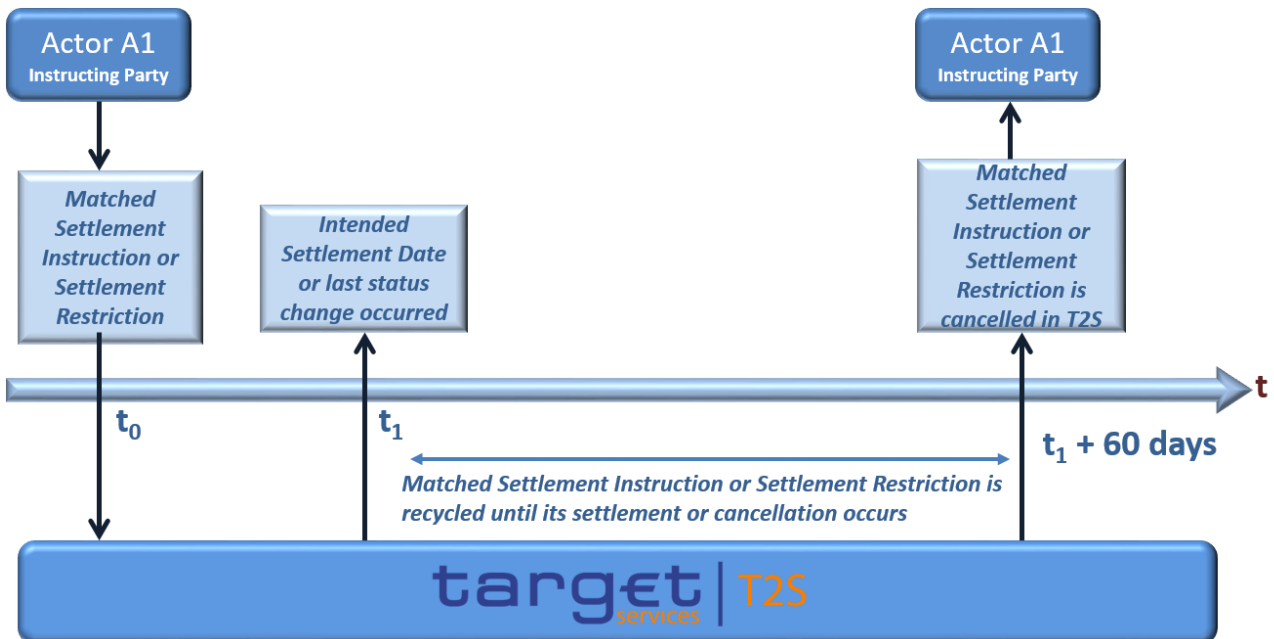 Actor A1
Instructing Party
Actor A1
Instructing Party
Matched
Settlement
Instruction or
Settlement
Restriction
Intended
Settlement Date
or last status
change occurred
Matched
Settlement
Instruction or
Settlement
Restriction is
cancelled in T2S
t
t0
t1
t1 + 60 days
Matched Settlement Instruction or Settlement Restriction is
recycled until its settlement or cancellation occurs
target | T2S
services